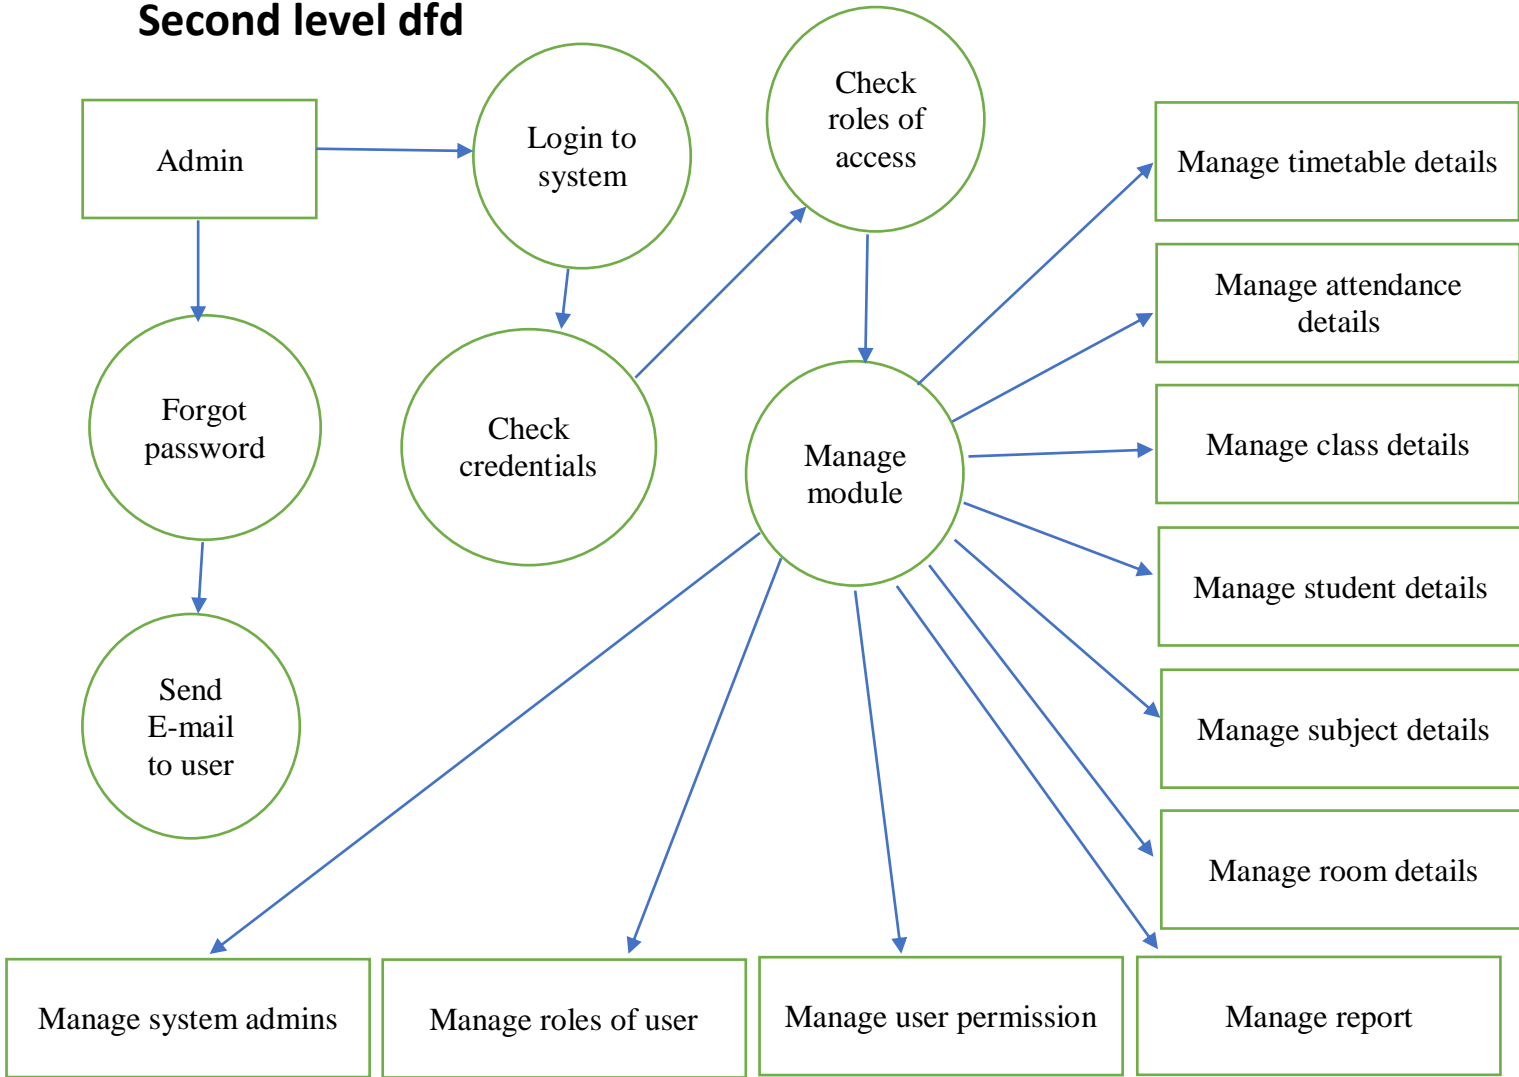 Second level dfd
Admin
Login to
system
Check
roles of
access
Manage timetable details
Manage attendance
details
Forgot
password
Check
credentials
Manage
module
Manage class details
Manage student details
Send
E-mail
to user
Manage subject details
Manage room details
Manage system admins
Manage roles of user
Manage user permission
Manage report